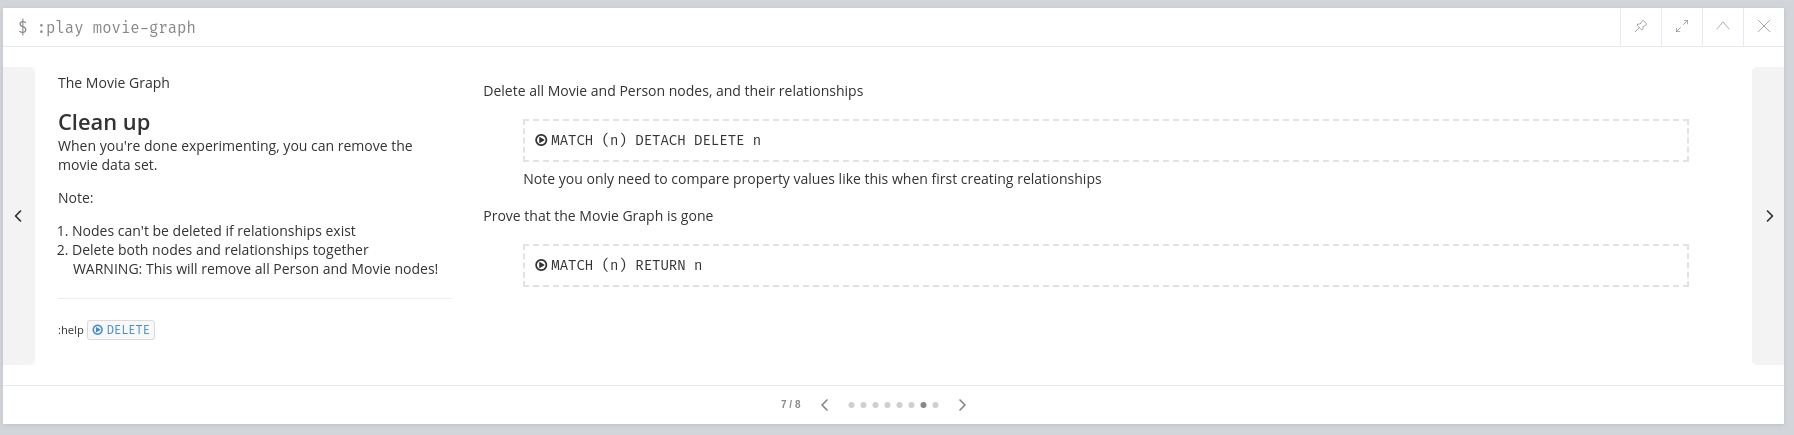 $ :play movie-graph
The Movie Graph
Clean up
When you're done experimenting, you can remove the
movie data set.
Note:
1. Nodes can't be deleted if relationships exist
2. Delete both nodes and relationships together
WARNING: This will remove all Person and Movie nodes!
:help DELETE
Delete all Movie and Person nodes, and their relationships
MATCH (n) DETACH DELETE n
Note you only need to compare property values like this when first creating relationships
Prove that the Movie Graph is gone
MATCH (n) RETURN n
7 / 8